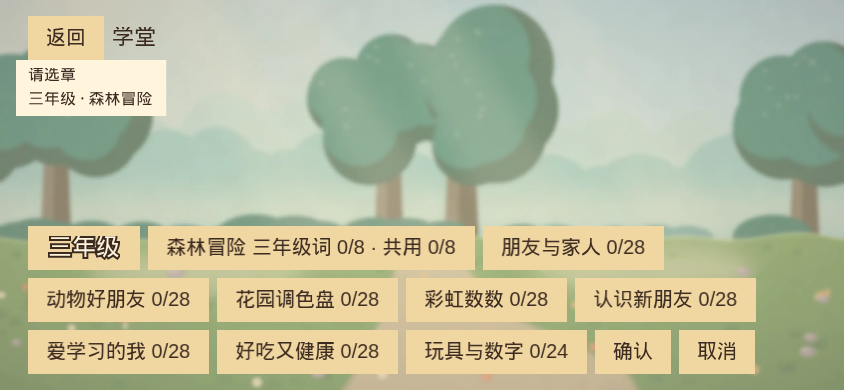 返回 学堂
请选章
三年级 · 森林冒险
三年级 森林冒险 三年级词 0/8 · 共用 0/8 朋友与家人 0/28
动物好朋友 0/28 花园调色盘 0/28 彩虹数数 0/28 认识新朋友 0/28
爱学习的我 0/28 好吃又健康 0/28 玩具与数字 0/24 确认 取消